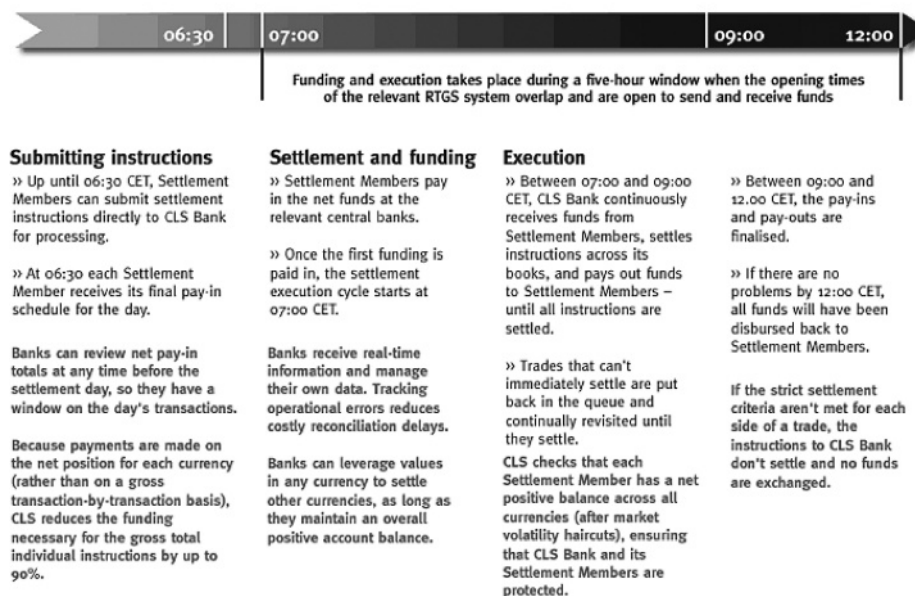 06:30 07:00 09:00 12:00
Funding and execution takes place during a five-hour window when the opening times
of the relevant RTGS system overlap and are open to send and receive funds
Submitting instructions
» Up until 06:30 CET, Settlement
Members can submit settlement
instructions directly to CLS Bank
for processing.
» At 06:30 each Settlement
Member receives its final pay-in
schedule for the day.
Banks can review net pay-in
totals at any time before the
settlement day, so they have a
window on the day's transactions.
Because payments are made on
the net position for each currency
(rather than on a gross
transaction-by-transaction basis),
CLS reduces the funding
necessary for the gross total
individual instructions by up to
90%.
Settlement and funding
» Settlement Members pay
in the net funds at the
relevant central banks.
» Once the first funding is
paid in, the settlement
execution cycle starts at
07:00 CET.
Banks receive real-time
information and manage
their own data. Tracking
operational errors reduces
costly reconciliation delays.
Banks can leverage values
in any currency to settle
other currencies, as long as
they maintain an overall
positive account balance.
Execution
» Between 07:00 and 09:00
CET, CLS Bank continuously
receives funds from
Settlement Members, settles
instructions across its
books, and pays out funds
to Settlement Members –
until all instructions are
settled.
» Trades that can't
immediately settle are put
back in the queue and
continually revisited until
they settle.
CLS checks that each
Settlement Member has a net
positive balance across all
currencies (after market
volatility haircuts), ensuring
that CLS Bank and its
Settlement Members are
protected.
» Between 09:00 and
12.00 CET, the pay-ins
and pay-outs are
finalised.
» If there are no
problems by 12:00 CET,
all funds will have been
disbursed back to
Settlement Members.
If the strict settlement
criteria aren't met for each
side of a trade, the
instructions to CLS Bank
don't settle and no funds
are exchanged.